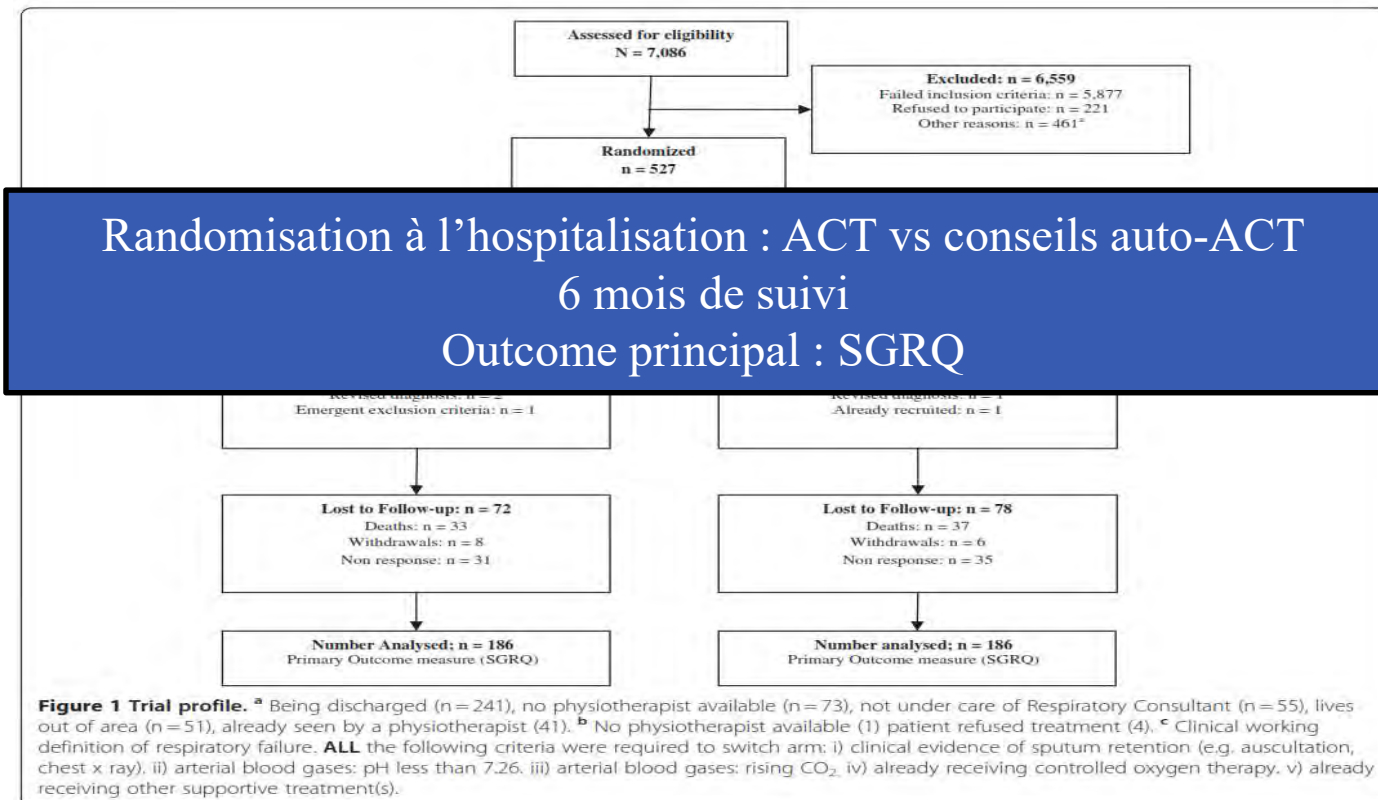 Assessed for eligibility
N = 7,086
Excluded: n = 6,559
Failed inclusion criteria: n = 5,877
Refused to participate: n = 221
Other reasons: n = 461ᵃ
Randomized
n = 527
Randomisation à l’hospitalisation : ACT vs conseils auto-ACT
6 mois de suivi
Outcome principal : SGRQ
Emergent exclusion criteria: n = 1
Already recruited: n = 1
Lost to Follow-up: n = 72
Deaths: n = 33
Withdrawals: n = 8
Non response: n = 31
Lost to Follow-up: n = 78
Deaths: n = 37
Withdrawals: n = 6
Non response: n = 35
Number Analysed; n = 186
Primary Outcome measure (SGRQ)
Number analysed; n = 186
Primary Outcome measure (SGRQ)
Figure 1 Trial profile. ᵃ Being discharged (n = 241), no physiotherapist available (n = 73), not under care of Respiratory Consultant (n = 55), lives
out of area (n = 51), already seen by a physiotherapist (41). ᵇ No physiotherapist available (1) patient refused treatment (4). ᶜ Clinical working
definition of respiratory failure. ALL the following criteria were required to switch arm: i) clinical evidence of sputum retention (e.g. auscultation,
chest x ray). ii) arterial blood gases: pH less than 7.26. iii) arterial blood gases: rising CO₂. iv) already receiving controlled oxygen therapy. v) already
receiving other supportive treatment(s).